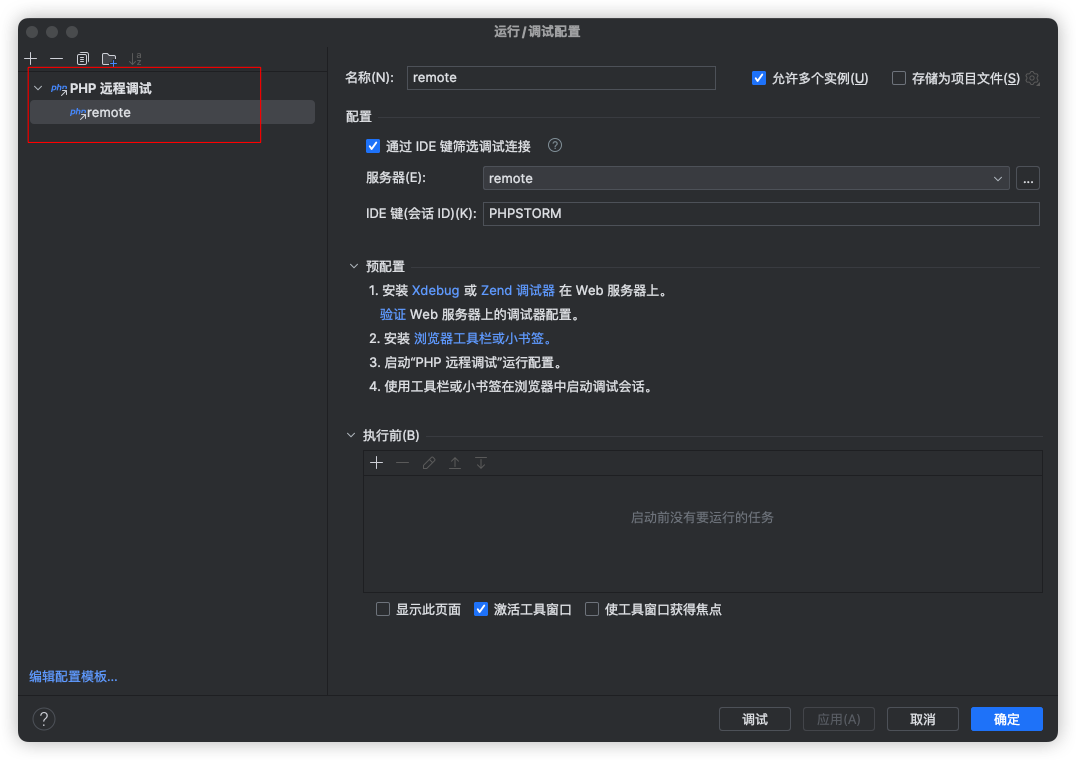 运行/调试配置
php PHP 远程调试
php remote
名称(N): remote
允许多个实例(U) 存储为项目文件(S)
配置
通过 IDE 键筛选调试连接 ?
服务器(E): remote ...
IDE 键(会话 ID)(K): PHPSTORM
预配置
1. 安装 Xdebug 或 Zend 调试器 在 Web 服务器上。
验证 Web 服务器上的调试器配置。
2. 安装 浏览器工具栏或小书签。
3. 启动“PHP 远程调试”运行配置。
4. 使用工具栏或小书签在浏览器中启动调试会话。
执行前(B)
启动前没有要运行的任务
显示此页面 激活工具窗口 使工具窗口获得焦点
编辑配置模板...
? 调试 应用(A) 取消 确定